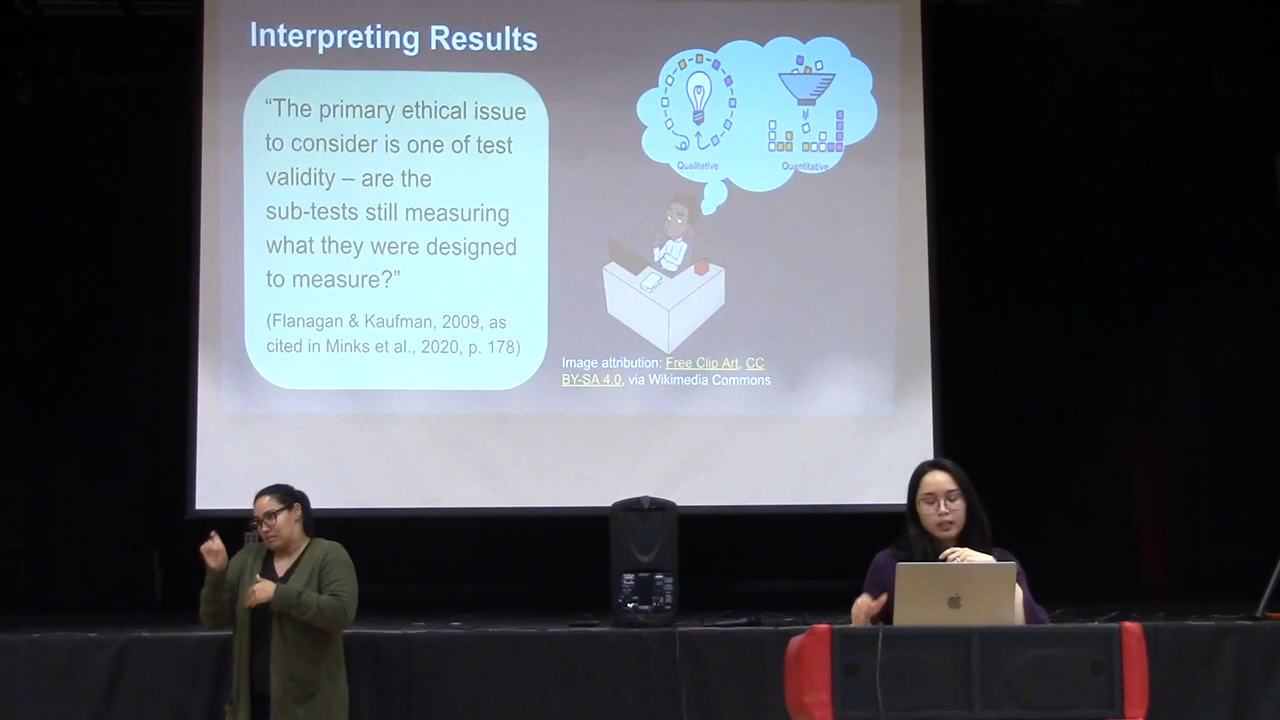 Interpreting Results
“The primary ethical issue
to consider is one of test
validity – are the
sub-tests still measuring
what they were designed
to measure?”
(Flanagan & Kaufman, 2009, as
cited in Minks et al., 2020, p. 178)
Qualitative
Quantitative
Image attribution: Free Clip Art, CC
BY-SA 4.0, via Wikimedia Commons